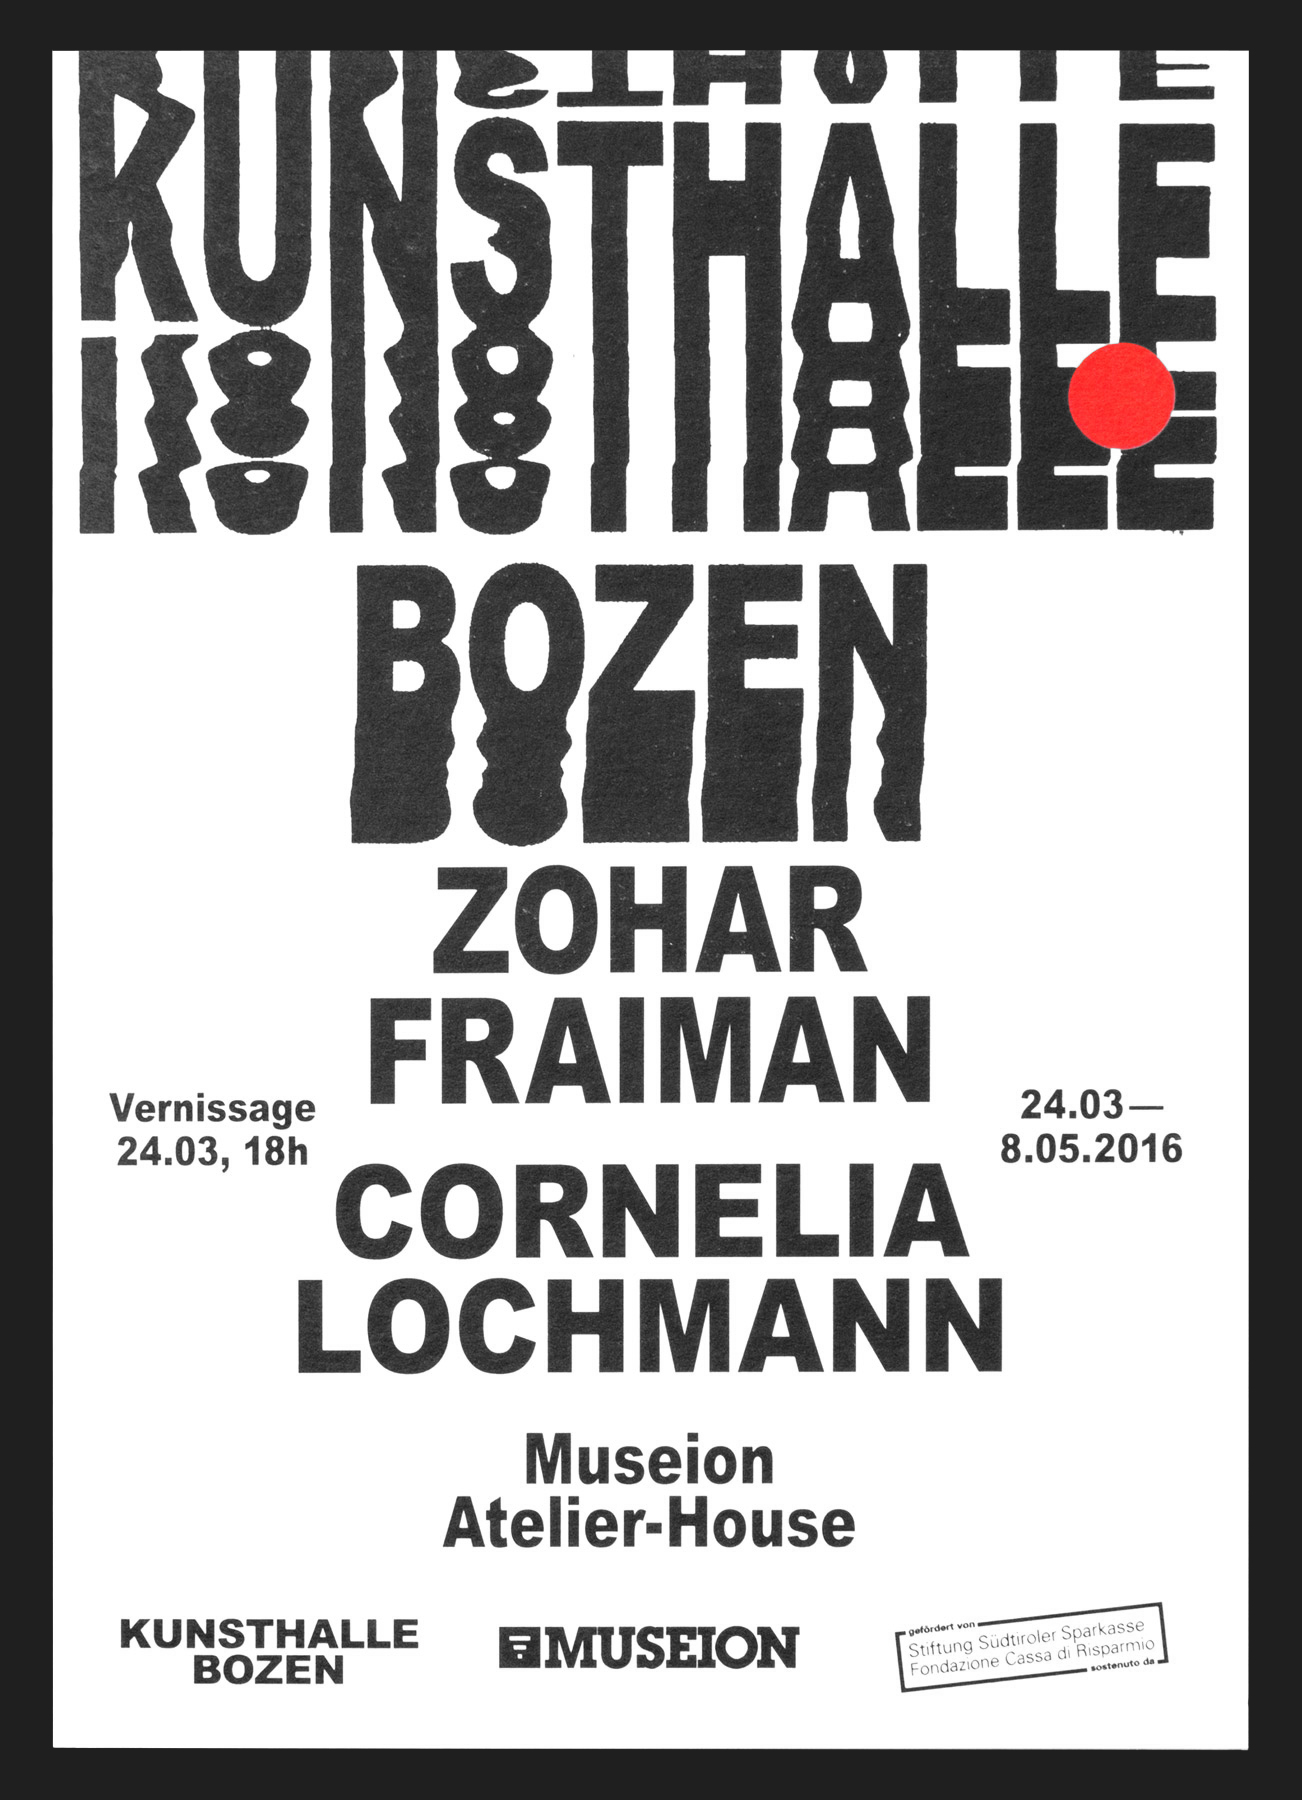 KUNSTHALLE
BOZEN
ZOHAR
FRAIMAN
Vernissage
24.03, 18h
24.03—
8.05.2016
CORNELIA
LOCHMANN
Museion
Atelier-House
KUNSTHALLE
BOZEN
MUSEION
gefördert von
Stiftung Südtiroler Sparkasse
Fondazione Cassa di Risparmio
sostenuto da